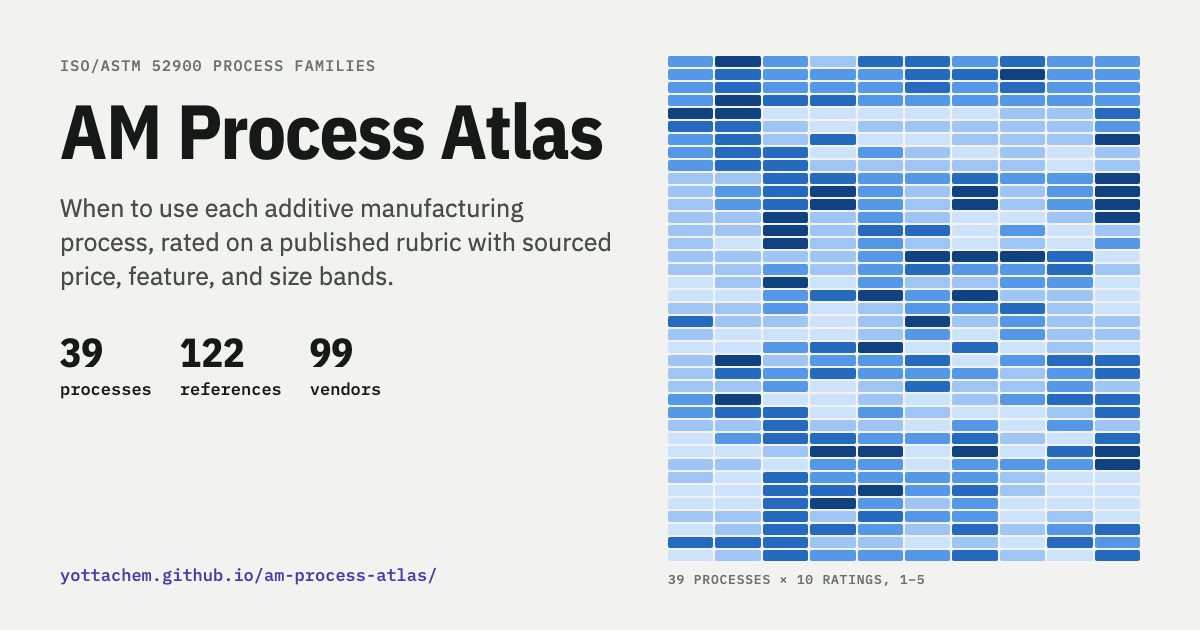 ISO/ASTM 52900 PROCESS FAMILIES
AM Process Atlas
When to use each additive manufacturing
process, rated on a published rubric with sourced
price, feature, and size bands.
39 122 99
processes references vendors
yottachem.github.io/am-process-atlas/
39 PROCESSES × 10 RATINGS, 1–5